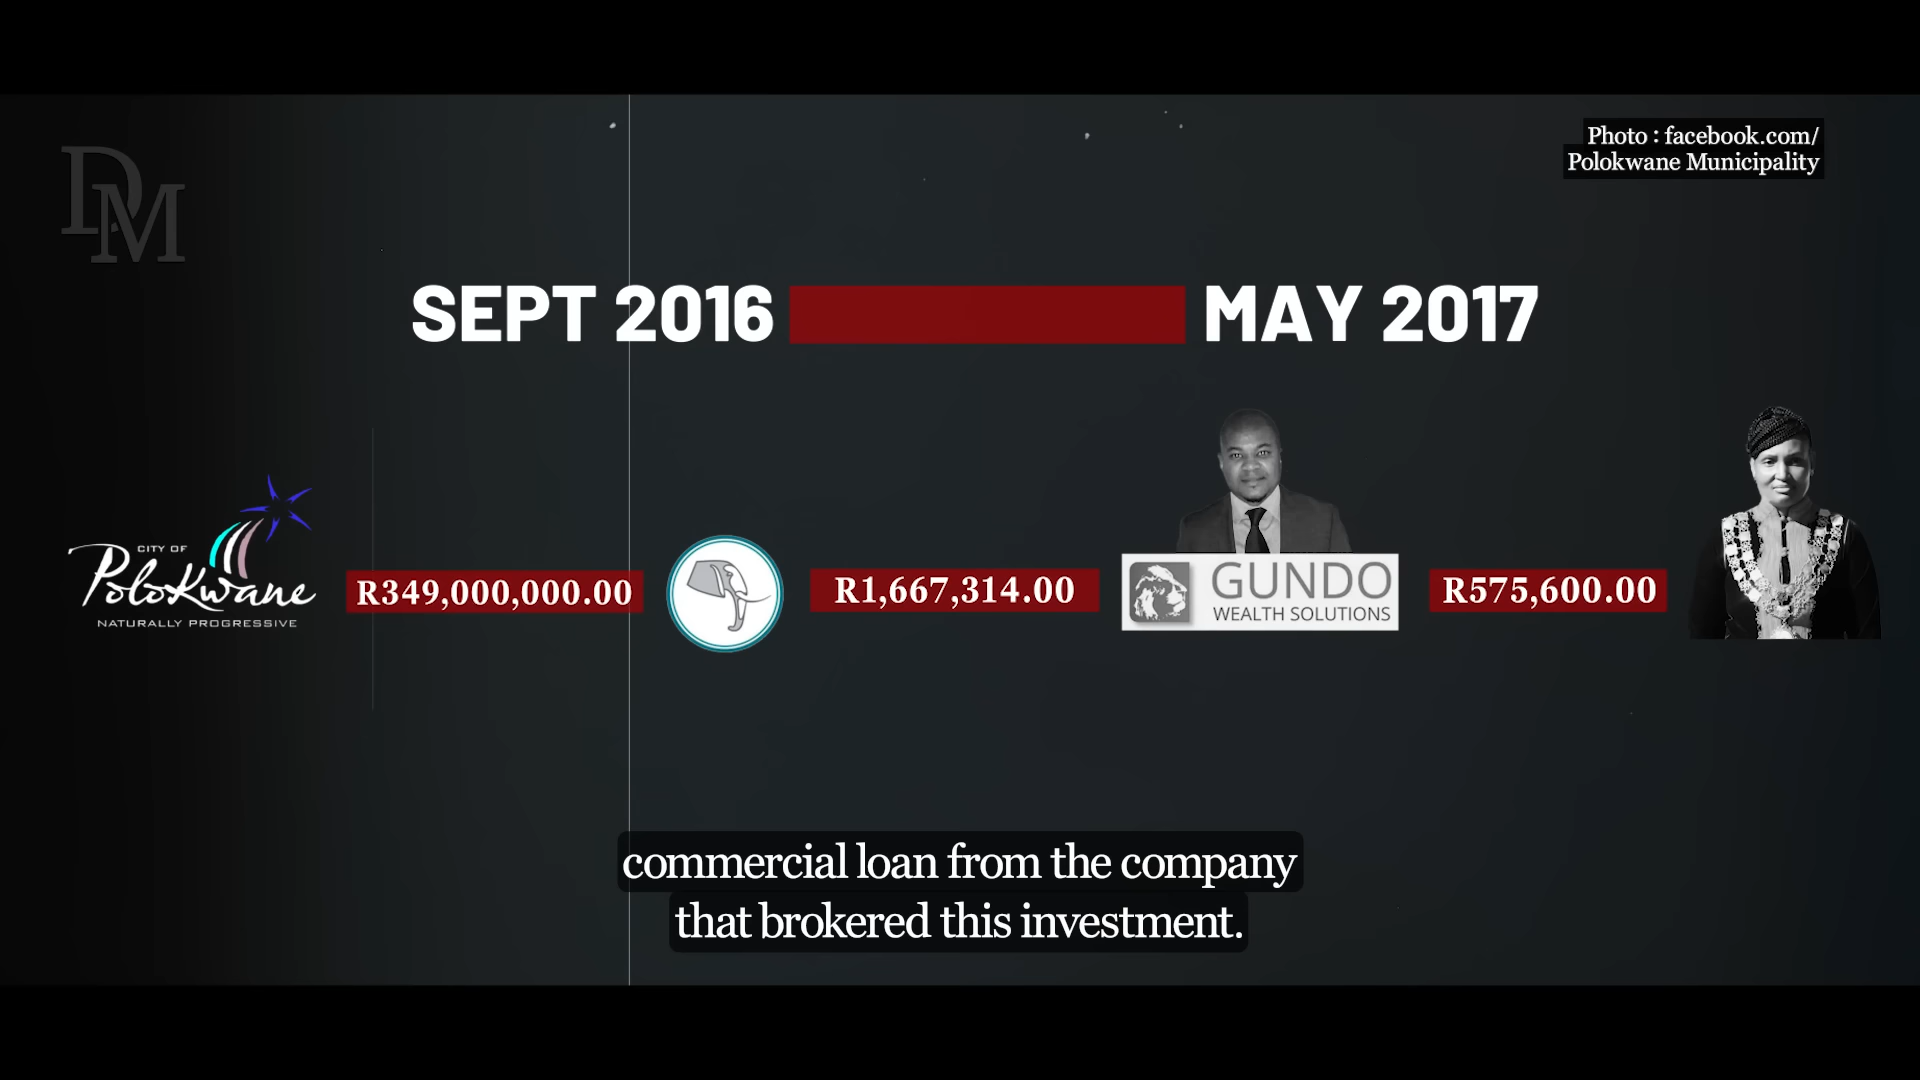 DM
Photo : facebook.com/
Polokwane Municipality
SEPT 2016 MAY 2017
CITY OF
Polokwane
NATURALLY PROGRESSIVE
R349,000,000.00
R1,667,314.00
GUNDO
WEALTH SOLUTIONS
R575,600.00
commercial loan from the company
that brokered this investment.